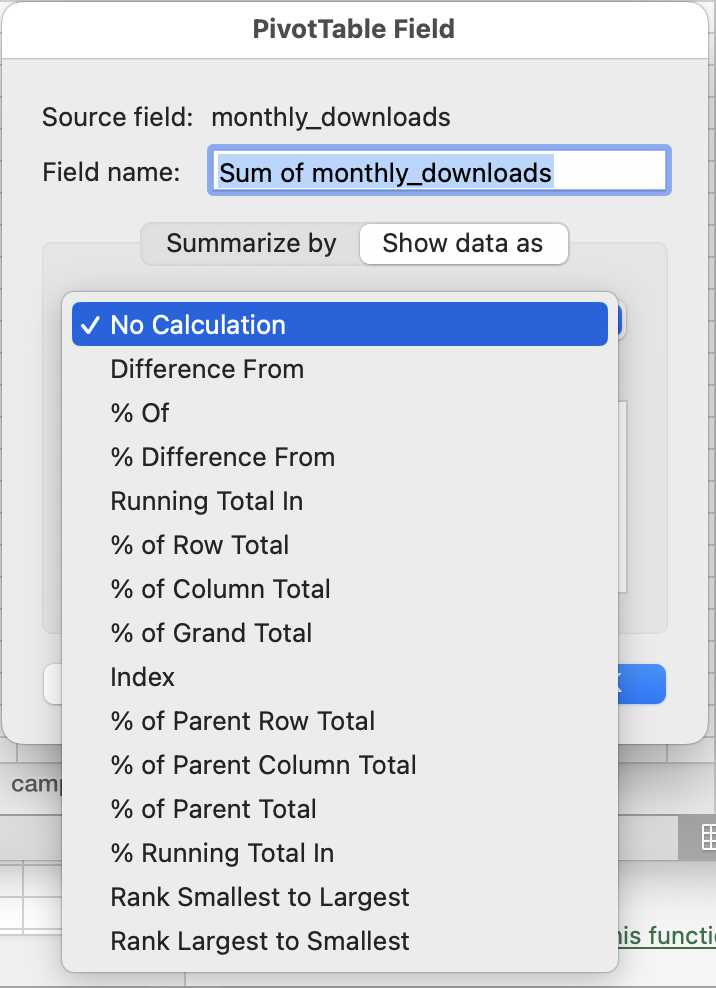 PivotTable Field
Source field: monthly_downloads
Field name: Sum of monthly_downloads
Summarize by Show data as
✓ No Calculation
Difference From
% Of
% Difference From
Running Total In
% of Row Total
% of Column Total
% of Grand Total
Index
% of Parent Row Total
% of Parent Column Total
% of Parent Total
% Running Total In
Rank Smallest to Largest
Rank Largest to Smallest